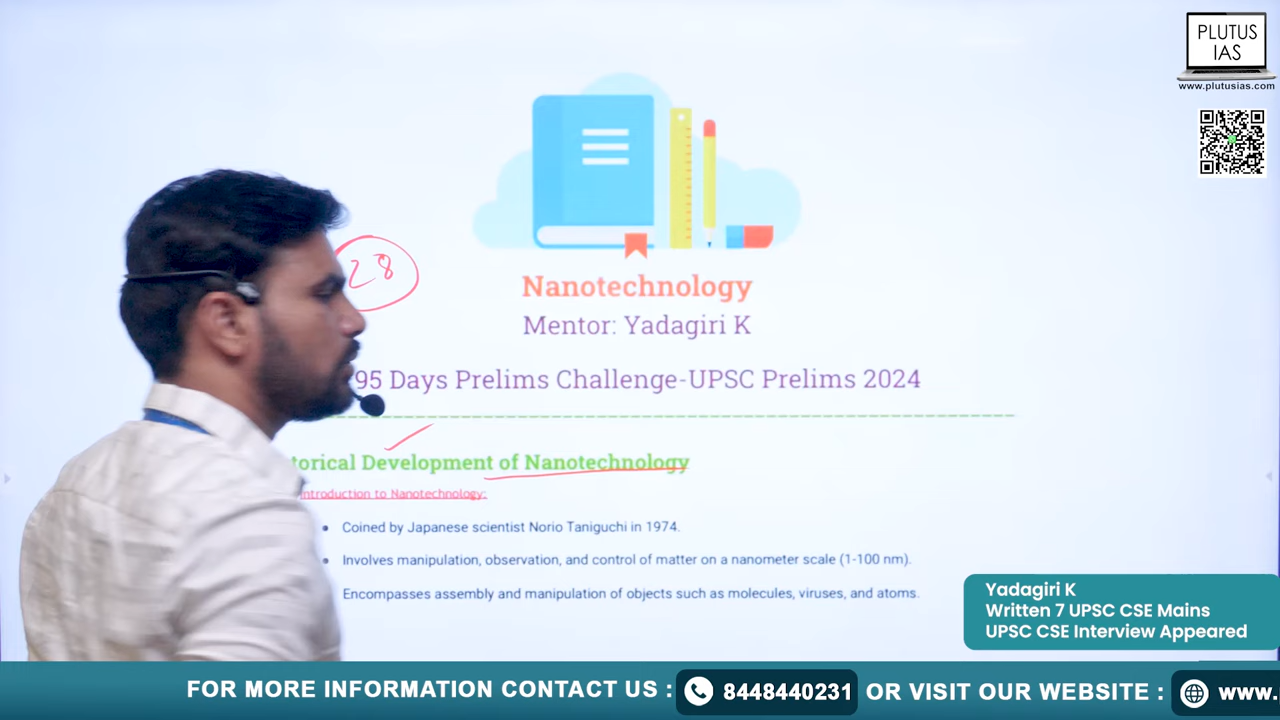 PLUTUS
IAS
www.plutusias.com
28
Nanotechnology
Mentor: Yadagiri K
95 Days Prelims Challenge-UPSC Prelims 2024
torical Development of Nanotechnology
Introduction to Nanotechnology:
Coined by Japanese scientist Norio Taniguchi in 1974.
Involves manipulation, observation, and control of matter on a nanometer scale (1-100 nm).
Encompasses assembly and manipulation of objects such as molecules, viruses, and atoms.
Yadagiri K
Written 7 UPSC CSE Mains
UPSC CSE Interview Appeared
FOR MORE INFORMATION CONTACT US : 8448440231 OR VISIT OUR WEBSITE : www.